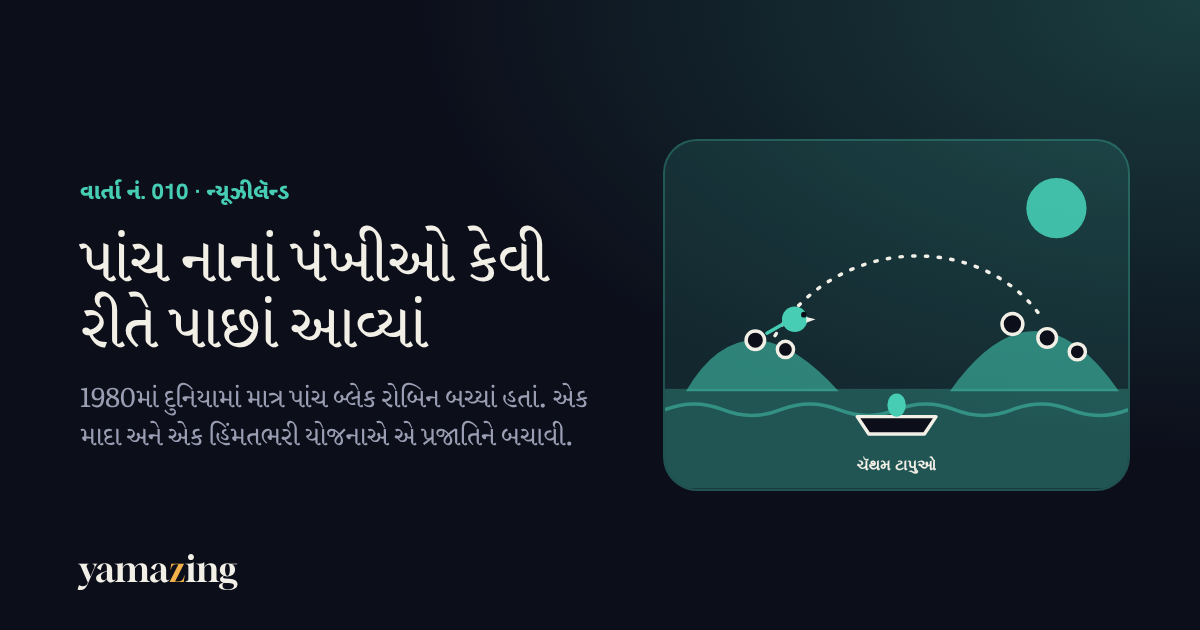 વાર્તા નં. 010 · ન્યૂઝીલૅન્ડ
પાંચ નાનાં પંખીઓ કેવી
રીતે પાછાં આવ્યાં
1980માં દુનિયામાં માત્ર પાંચ બ્લેક રોબિન બચ્યાં હતાં. એક
માદા અને એક હિંમતભરી યોજનાએ એ પ્રજાતિને બચાવી.
ચૅથમ ટાપુઓ
yamazing